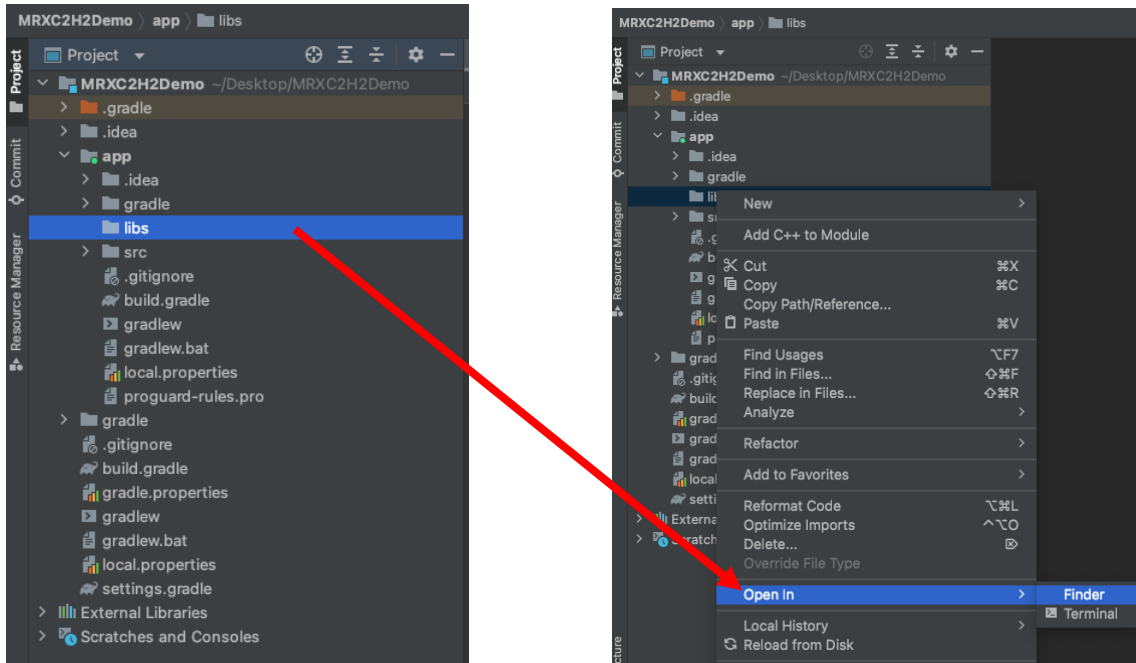 MRXC2H2Demo 〉 app 〉 libs
Project
Project
Commit
Resource Manager
MRXC2H2Demo ~/Desktop/MRXC2H2Demo
.gradle
.idea
app
.idea
gradle
libs
src
.gitignore
build.gradle
gradlew
gradlew.bat
local.properties
proguard-rules.pro
gradle
.gitignore
build.gradle
gradle.properties
gradlew
gradlew.bat
local.properties
settings.gradle
External Libraries
Scratches and Consoles
MRXC2H2Demo 〉 app 〉 libs
Project
Project
Commit
Resource Manager
MRXC2H2Demo ~/Desktop/MRXC2H2Demo
.gradle
.idea
app
.idea
gradle
New
Add C++ to Module
Cut ⌘X
Copy ⌘C
Copy Path/Reference...
Paste ⌘V
Find Usages ⌥F7
Find in Files... ⇧⌘F
Replace in Files... ⇧⌘R
Analyze
Refactor
Add to Favorites
Reformat Code ⌥⌘L
Optimize Imports ^⌥O
Delete... ⌦
Override File Type
Open In
Finder
Terminal
Local History
Reload from Disk